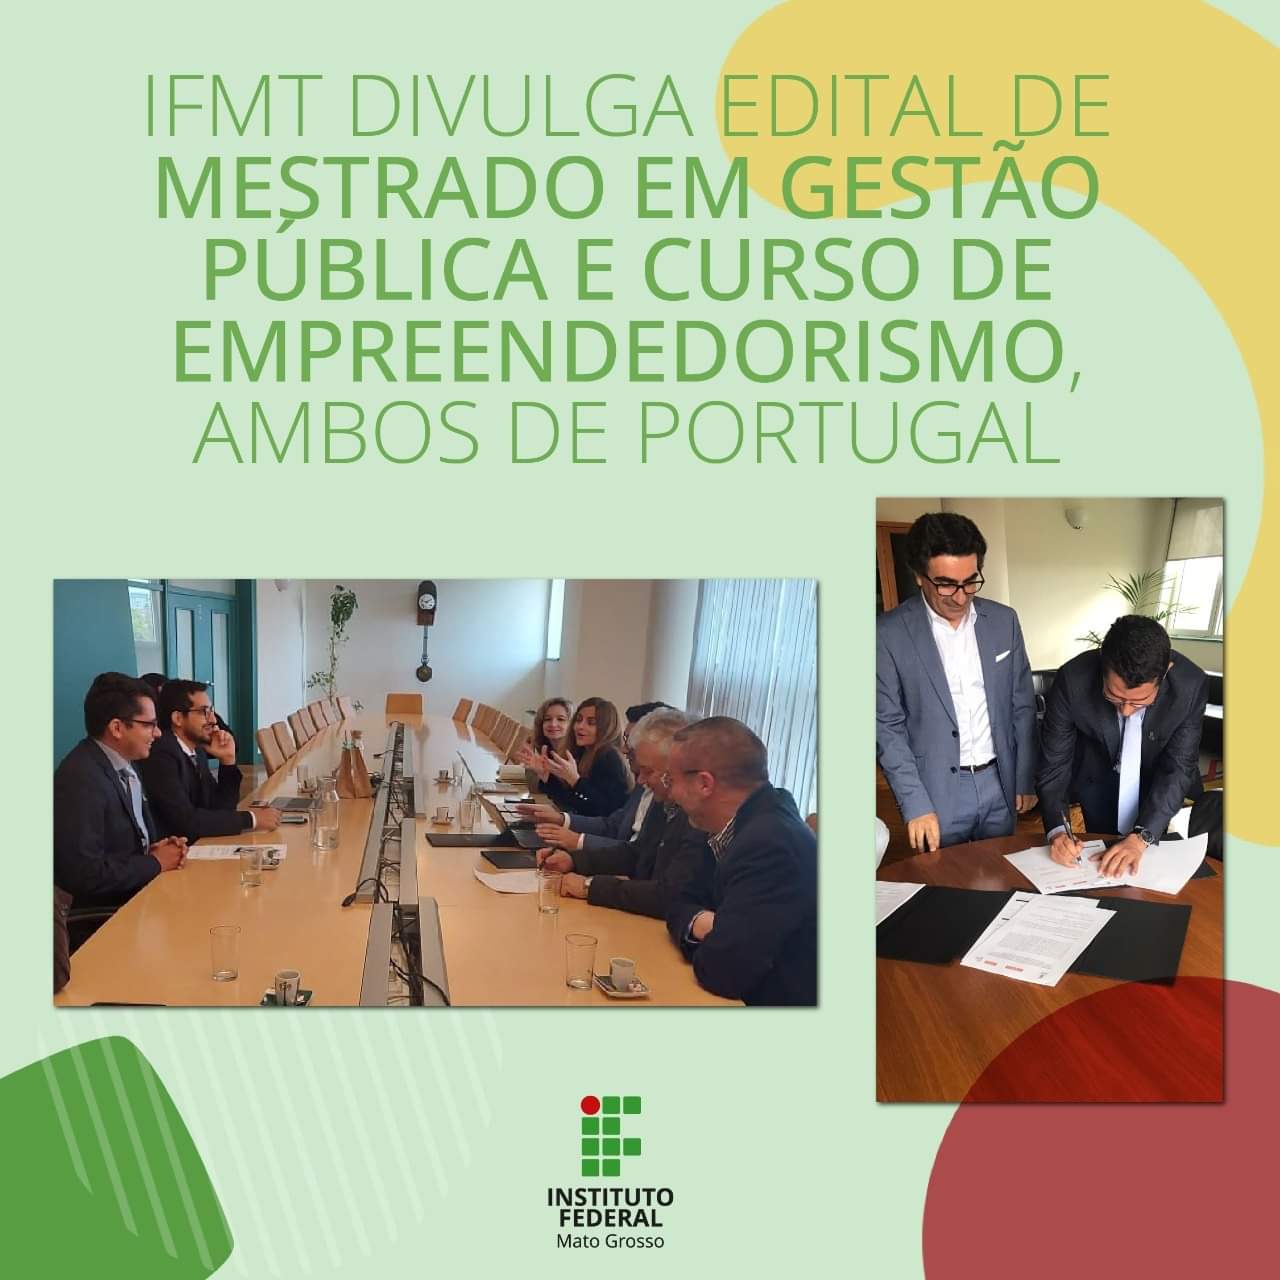 IFMT DIVULGA EDITAL DE
MESTRADO EM GESTÃO
PÚBLICA E CURSO DE
EMPREENDEDORISMO,
AMBOS DE PORTUGAL
INSTITUTO
FEDERAL
Mato Grosso